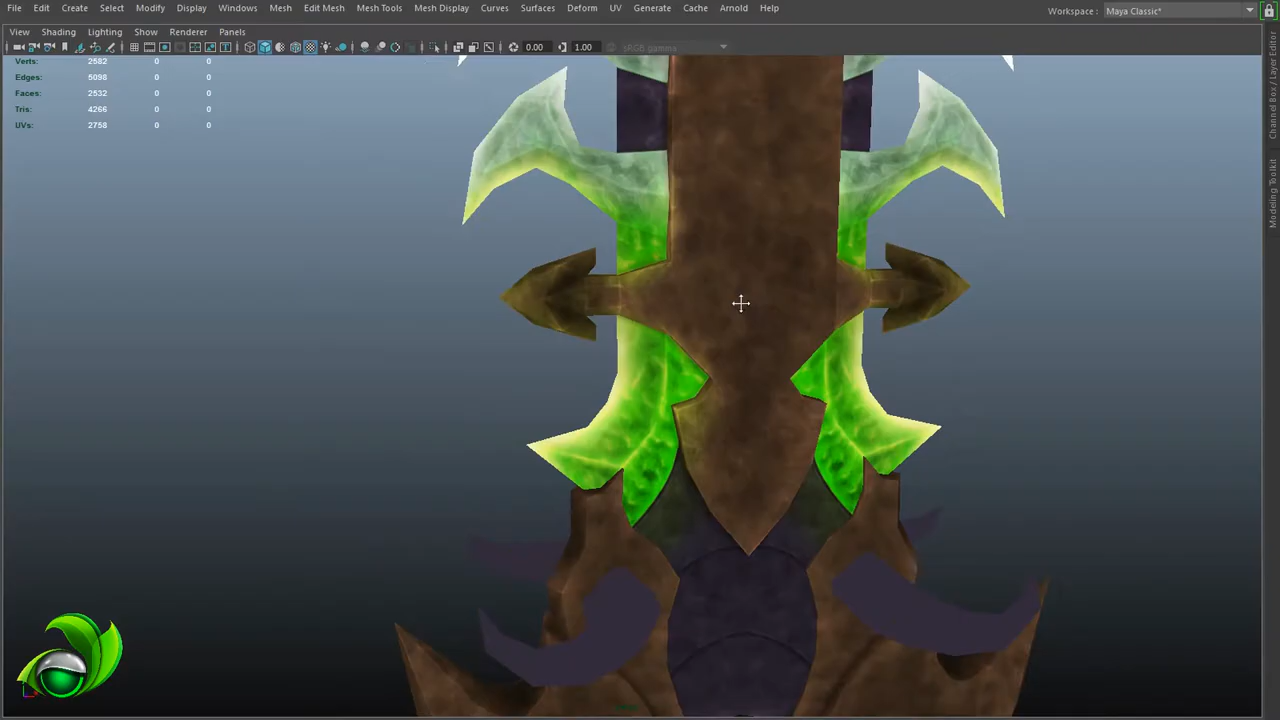 File Edit Create Select Modify Display Windows Mesh Edit Mesh Mesh Tools Mesh Display Curves Surfaces Deform UV Generate Cache Arnold Help
Workspace : Maya Classic*
View Shading Lighting Show Renderer Panels
0.00 1.00 sRGB gamma
Verts: 2582 0 0
Edges: 5098 0 0
Faces: 2532 0 0
Tris: 4266 0 0
UVs: 2758 0 0
Channel Box / Layer Editor
Modeling Toolkit